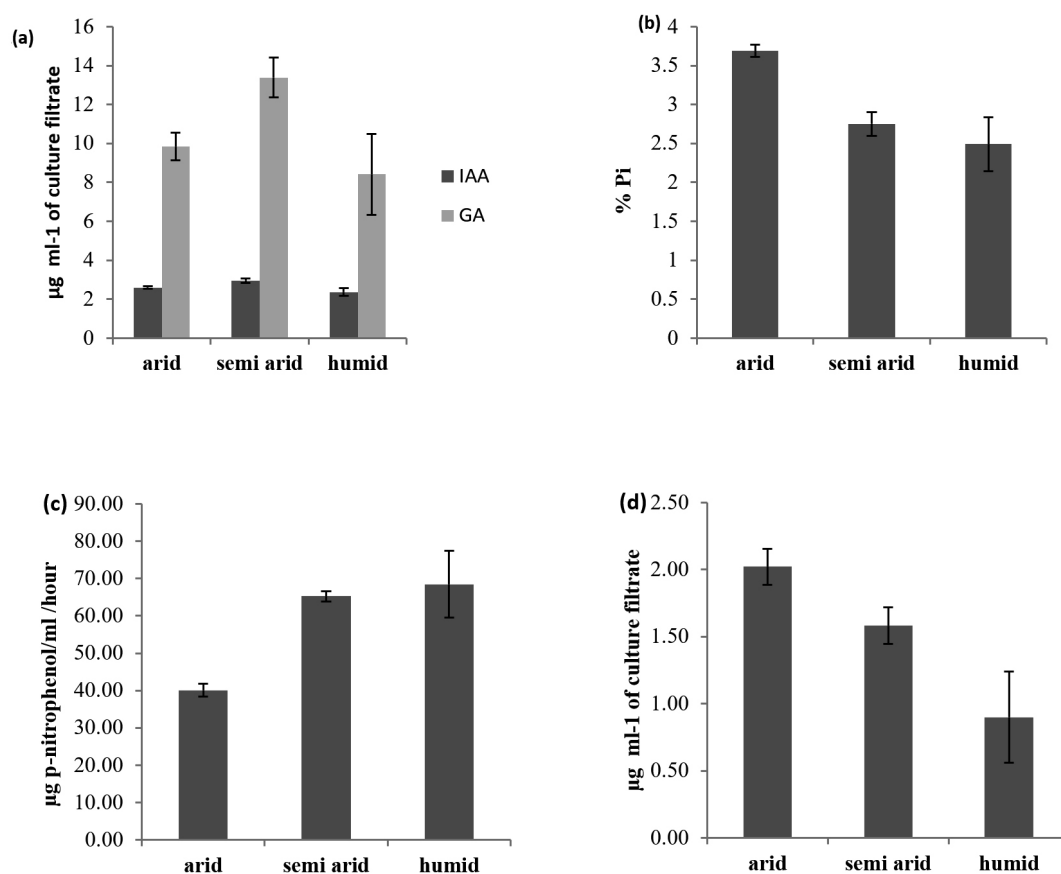 (a)
µg ml-1 of culture filtrate
16
14
12
10
8
6
4
2
0
arid semi arid humid
IAA
GA
(b)
% Pi
4
3.5
3
2.5
2
1.5
1
0.5
0
arid semi arid humid
(c)
µg p-nitrophenol/ml /hour
90.00
80.00
70.00
60.00
50.00
40.00
30.00
20.00
10.00
0.00
arid semi arid humid
(d)
µg ml-1 of culture filtrate
2.50
2.00
1.50
1.00
0.50
0.00
arid semi arid humid